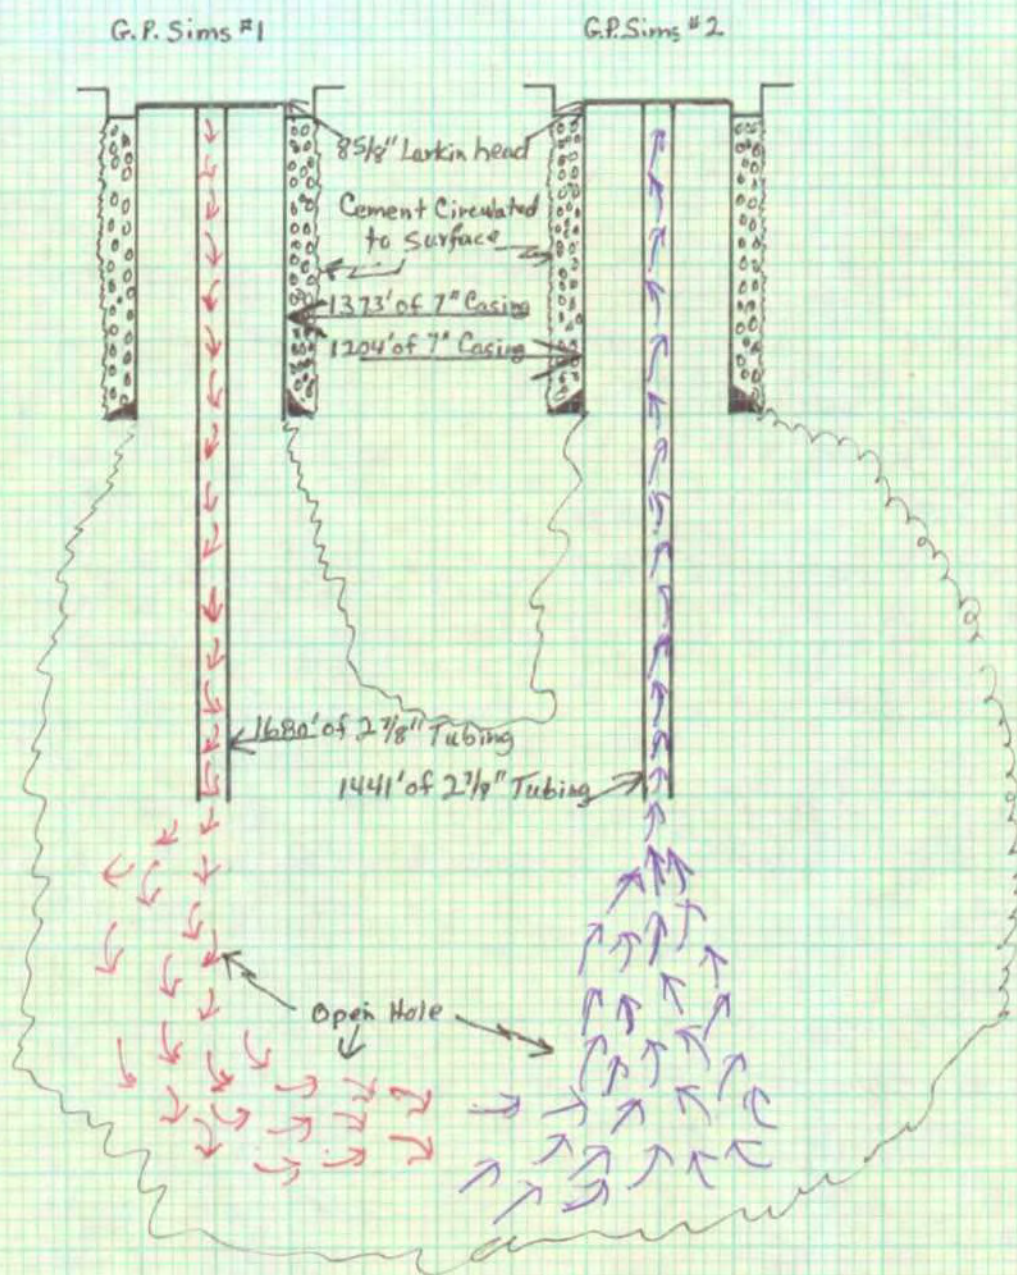 G.P. Sims #1
G.P. Sims #2
8 5/8" Larkin head
Cement Circulated
to surface
1373' of 7" Casing
1204' of 7" Casing
1680' of 2 7/8" Tubing
1441' of 2 7/8" Tubing
Open Hole